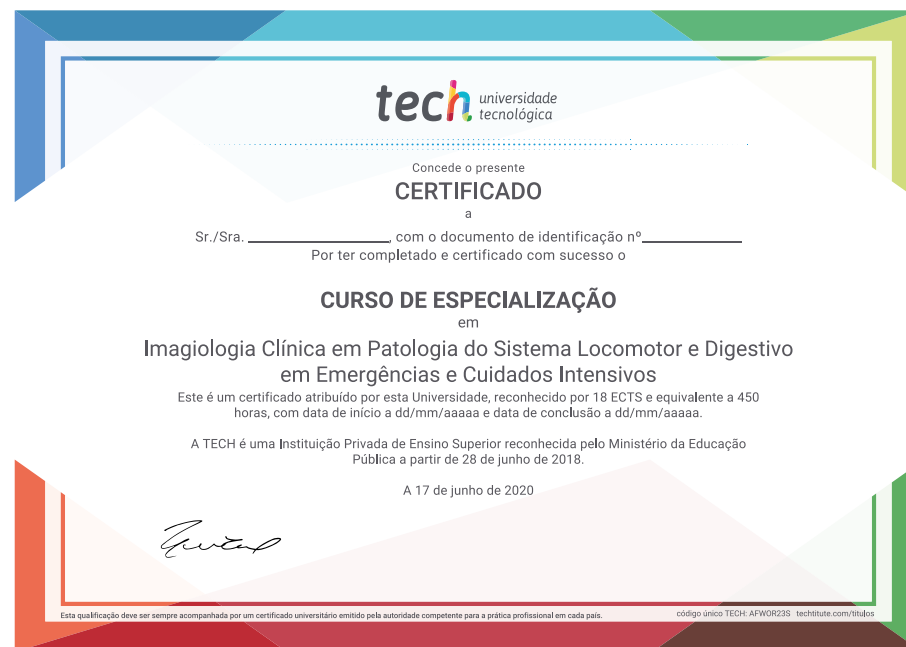 tech universidade
tecnológica
Concede o presente
CERTIFICADO
a
Sr./Sra. , com o documento de identificação nº
Por ter completado e certificado com sucesso o
CURSO DE ESPECIALIZAÇÃO
em
Imagiologia Clínica em Patologia do Sistema Locomotor e Digestivo
em Emergências e Cuidados Intensivos
Este é um certificado atribuído por esta Universidade, reconhecido por 18 ECTS e equivalente a 450
horas, com data de início a dd/mm/aaaaa e data de conclusão a dd/mm/aaaaa.
A TECH é uma Instituição Privada de Ensino Superior reconhecida pelo Ministério da Educação
Pública a partir de 28 de junho de 2018.
A 17 de junho de 2020
Esta qualificação deve ser sempre acompanhada por um certificado universitário emitido pela autoridade competente para a prática profissional em cada país.
código único TECH: AFWOR23S techtitute.com/titulos